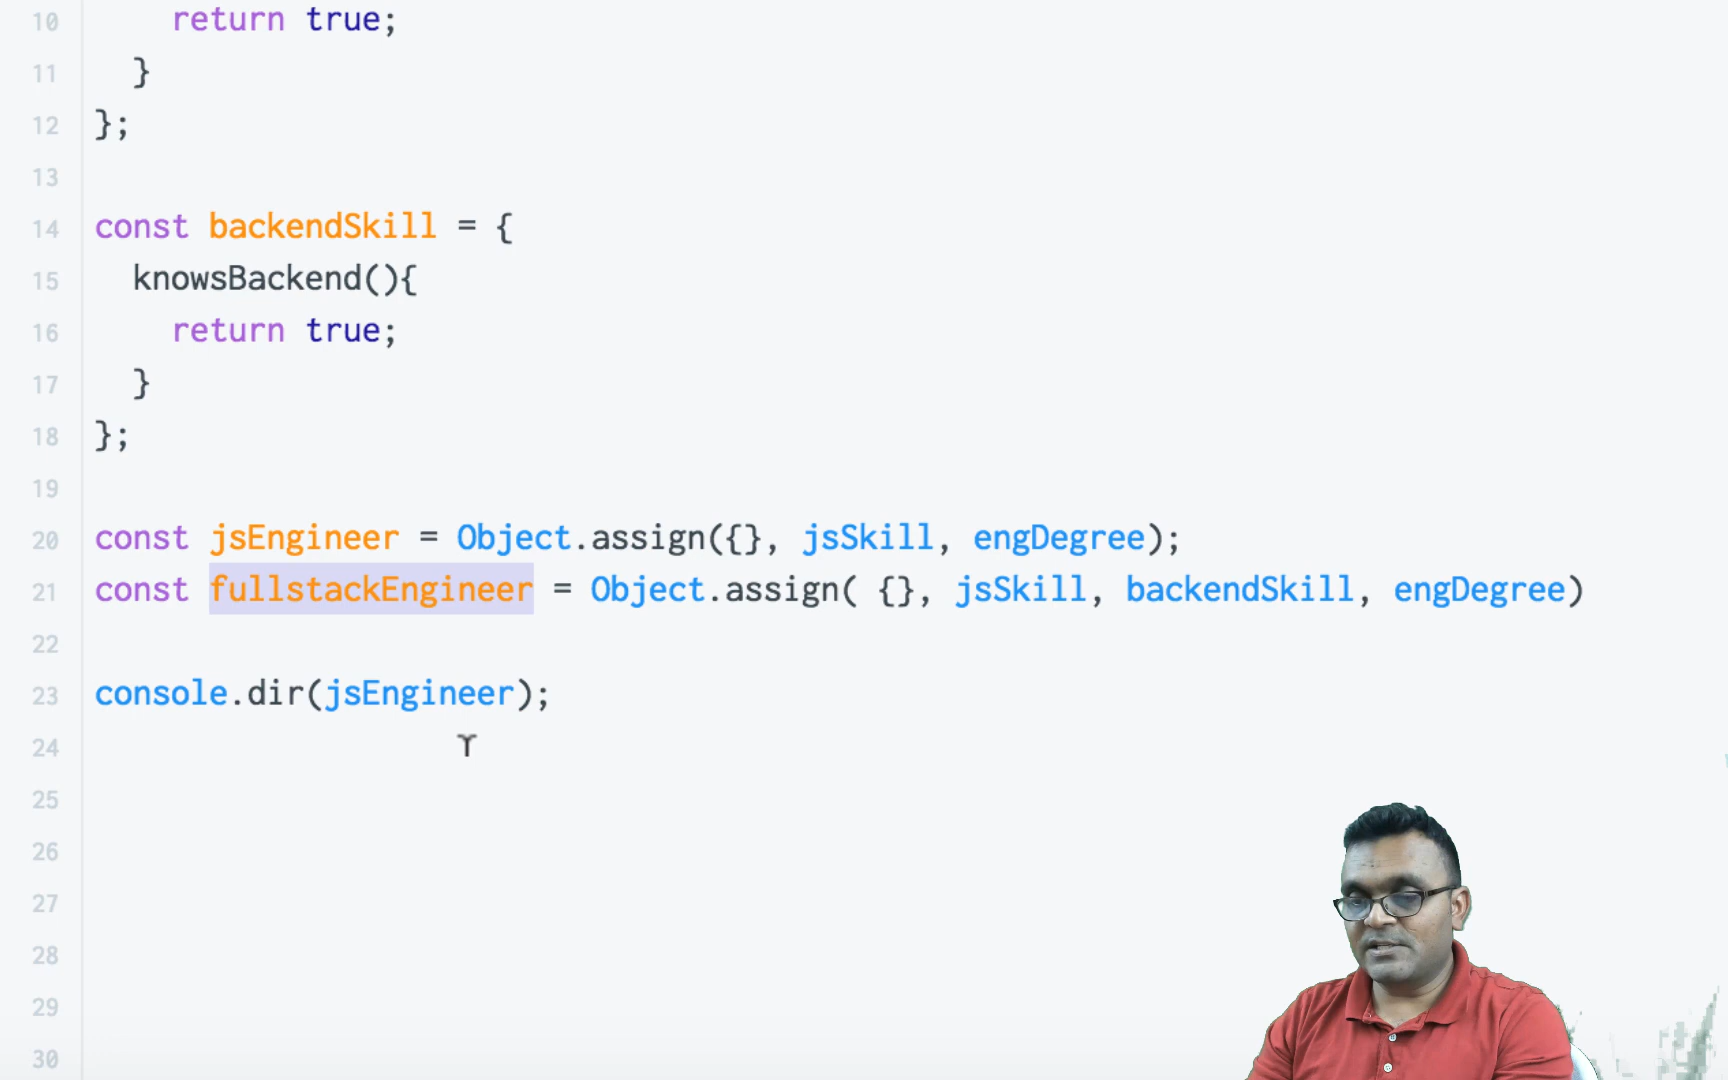 10 return true;
11 }
12 };
13
14 const backendSkill = {
15 knowsBackend(){
16 return true;
17 }
18 };
19
20 const jsEngineer = Object.assign({}, jsSkill, engDegree);
21 const fullstackEngineer = Object.assign( {}, jsSkill, backendSkill, engDegree)
22
23 console.dir(jsEngineer);
24
25
26
27
28
29
30